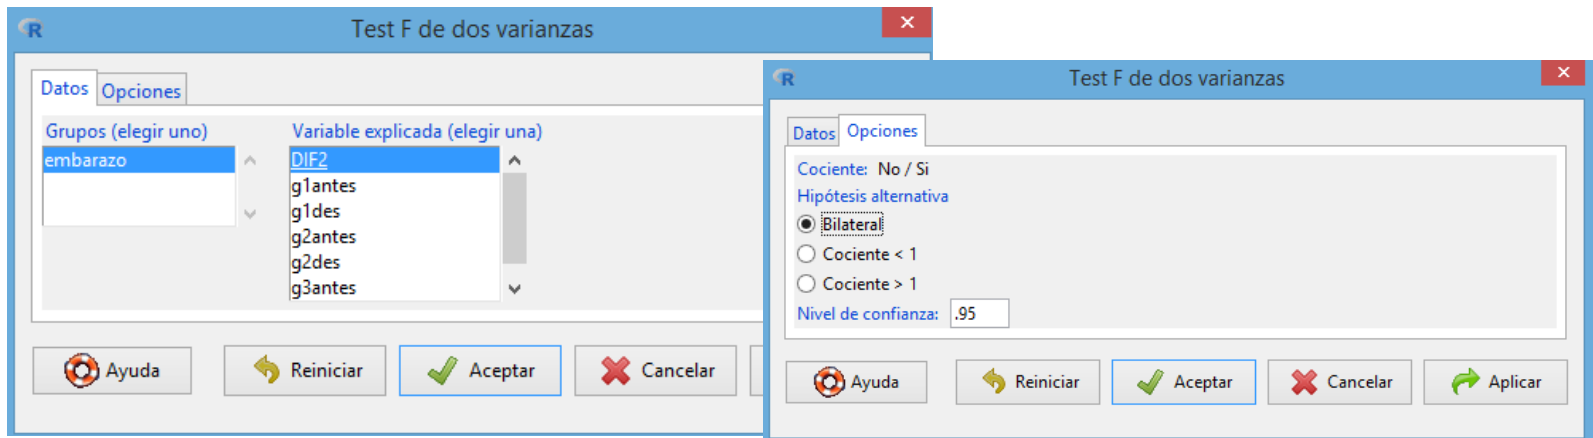 R Test F de dos varianzas
Datos Opciones
Grupos (elegir uno) Variable explicada (elegir una)
embarazo
DIF2
g1antes
g1des
g2antes
g2des
g3antes
Ayuda Reiniciar Aceptar Cancelar
R Test F de dos varianzas
Datos Opciones
Cociente: No / Si
Hipótesis alternativa
Bilateral
Cociente < 1
Cociente > 1
Nivel de confianza: .95
Ayuda Reiniciar Aceptar Cancelar Aplicar